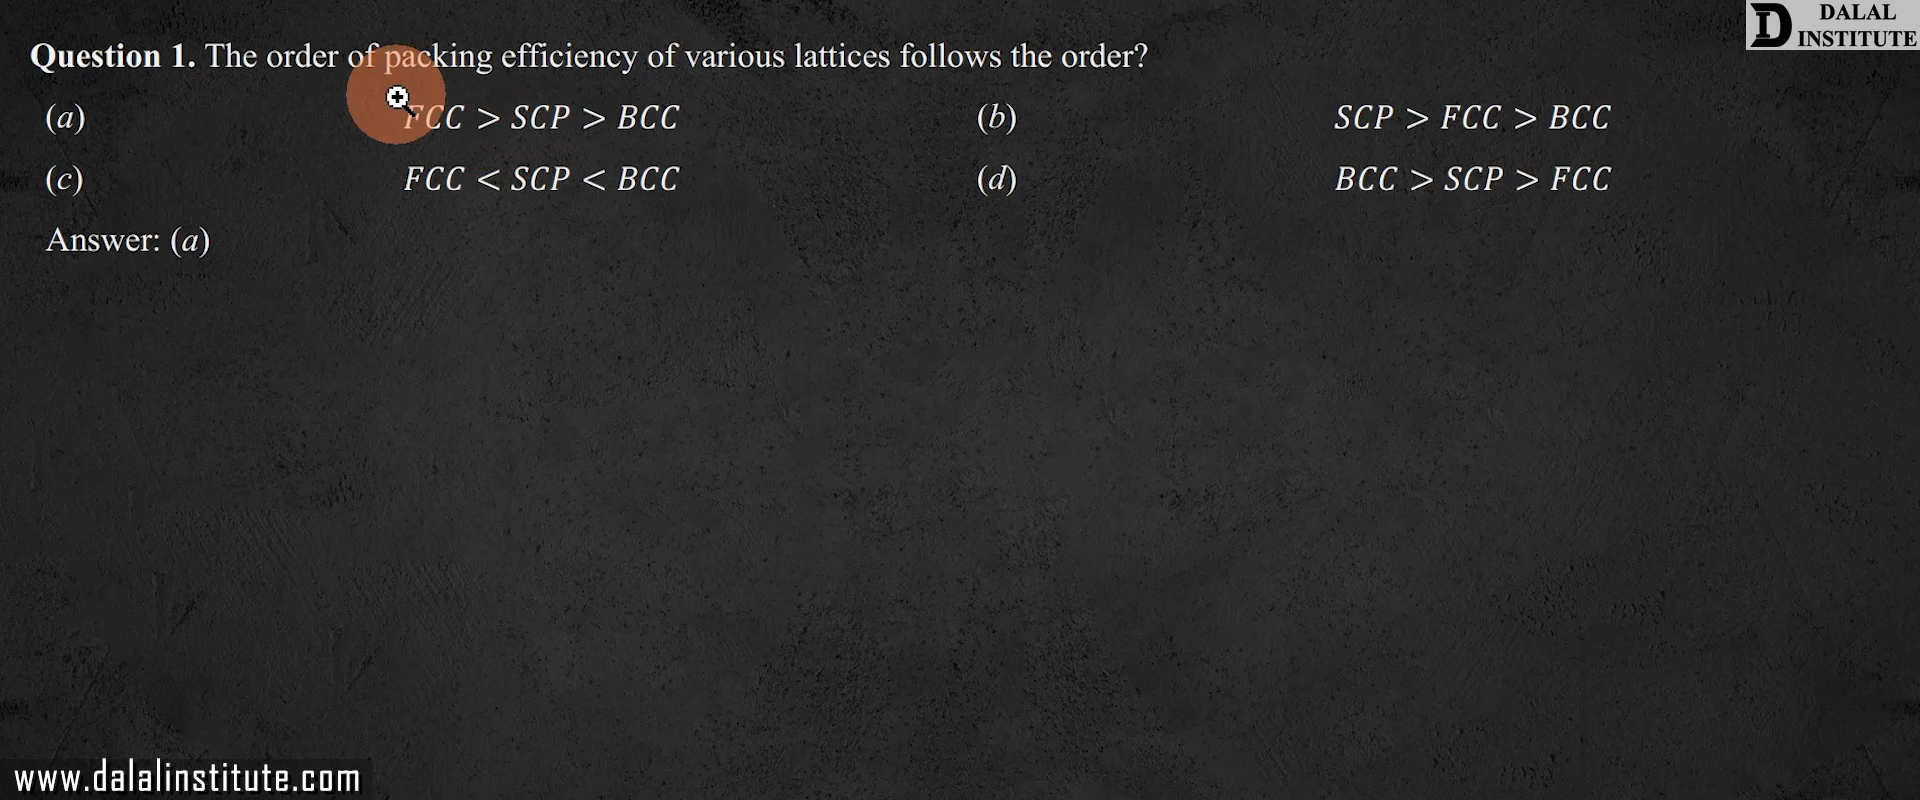 DALAL
INSTITUTE
Question 1. The order of packing efficiency of various lattices follows the order?
(a) FCC > SCP > BCC (b) SCP > FCC > BCC
(c) FCC < SCP < BCC (d) BCC > SCP > FCC
Answer: (a)
www.dalalinstitute.com